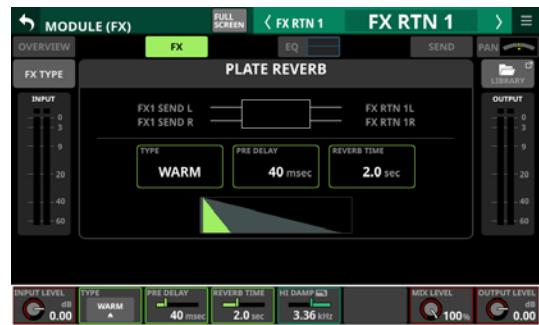 MODULE (FX)
FULL SCREEN
FX RTN 1
FX RTN 1
OVERVIEW
FX
EQ
SEND
PAN
FX TYPE
PLATE REVERB
LIBRARY
INPUT
OUTPUT
0
3
9
20
40
60
0
3
9
20
40
60
FX1 SEND L
FX RTN 1L
FX1 SEND R
FX RTN 1R
TYPE
PRE DELAY
REVERB TIME
WARM
40 msec
2.0 sec
INPUT LEVEL
TYPE
PRE DELAY
REVERB TIME
HI DAMP
MIX LEVEL
OUTPUT LEVEL
dB
0.00
WARM
40 msec
2.0 sec
3.36 kHz
100%
dB
0.00